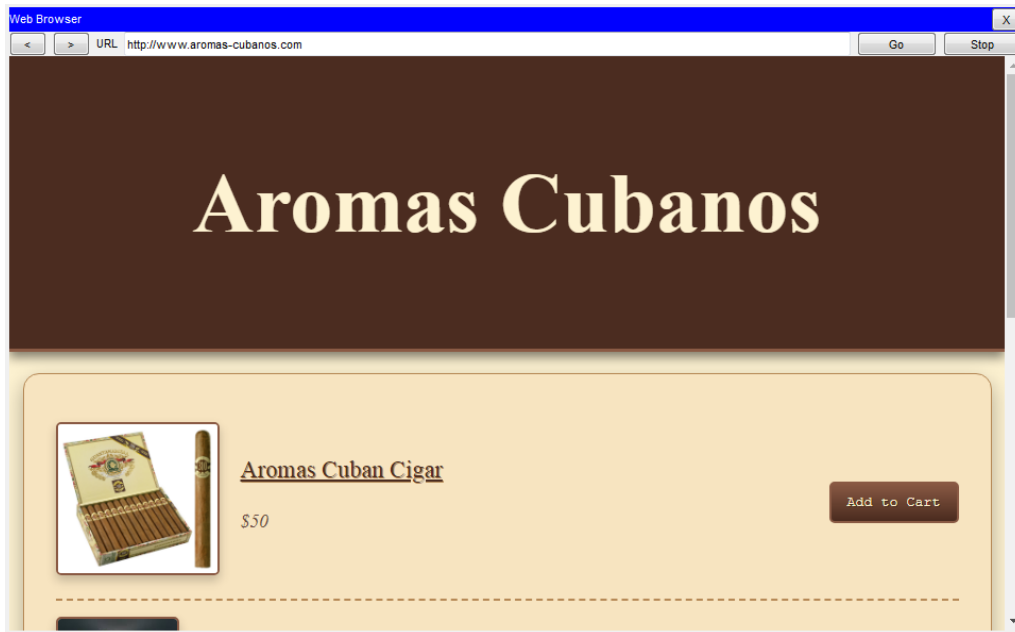 Web Browser X
< > URL http://www.aromas-cubanos.com Go Stop
Aromas Cubanos
Aromas Cuban Cigar
$50
Add to Cart